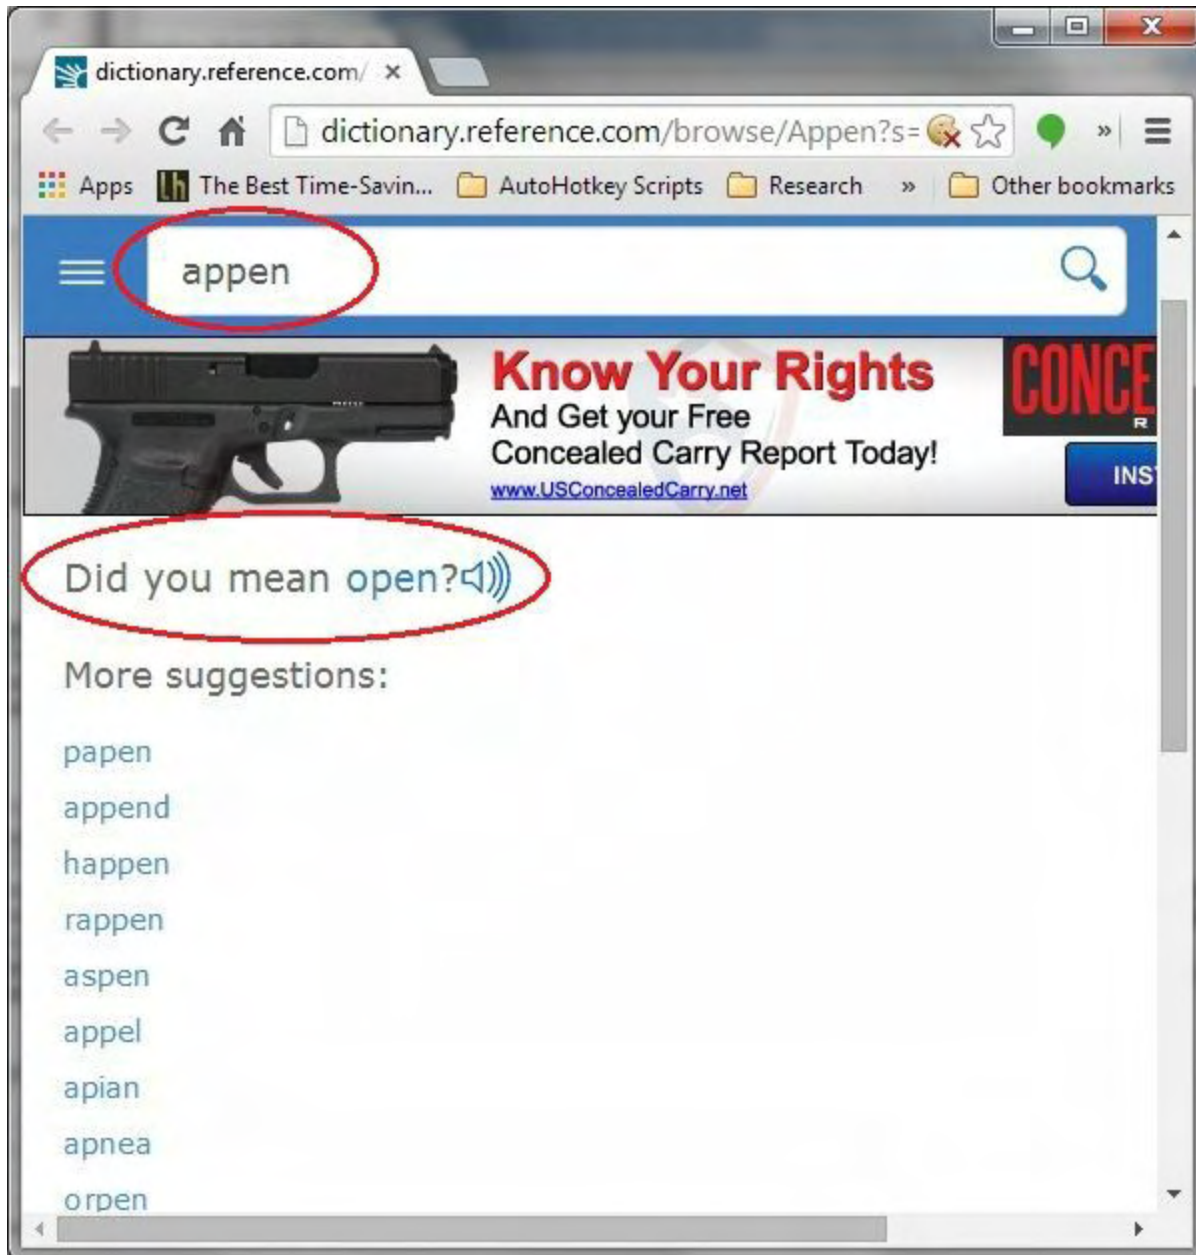 dictionary.reference.com/
dictionary.reference.com/browse/Appen?s=
Apps The Best Time-Savin... AutoHotkey Scripts Research » Other bookmarks
appen
Know Your Rights
And Get your Free
Concealed Carry Report Today!
www.USConcealedCarry.net
CONCE
R
INS
Did you mean open?
More suggestions:
papen
append
happen
rappen
aspen
appel
apian
apnea
orpen